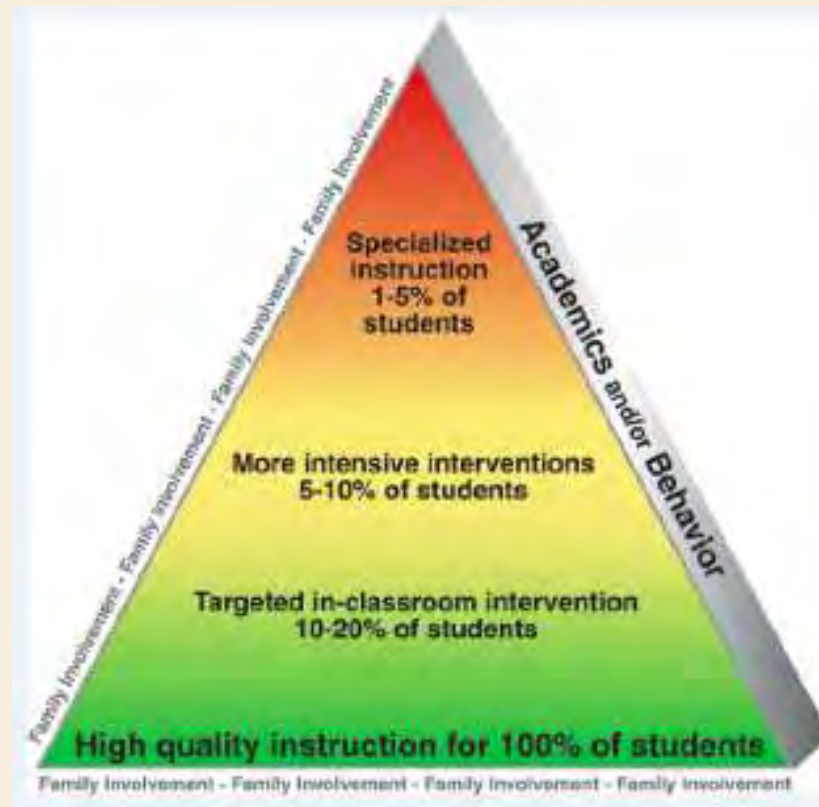 Family Involvement - Family Involvement - Family Involvement - Family Involvement
Specialized
instruction
1-5% of
students
Academics and/or Behavior
More intensive interventions
5-10% of students
Targeted in-classroom intervention
10-20% of students
High quality instruction for 100% of students
Family Involvement - Family Involvement - Family Involvement - Family Involvement